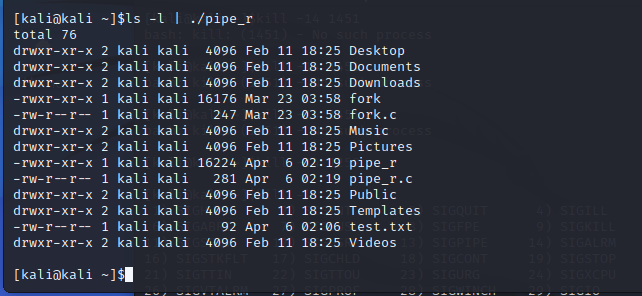 [kali@kali ~]$ls -l | ./pipe_r
total 76
drwxr-xr-x 2 kali kali  4096 Feb 11 18:25 Desktop
drwxr-xr-x 2 kali kali  4096 Feb 11 18:25 Documents
drwxr-xr-x 2 kali kali  4096 Feb 11 18:25 Downloads
-rwxr-xr-x 1 kali kali 16176 Mar 23 03:58 fork
-rw-r--r-- 1 kali kali   247 Mar 23 03:58 fork.c
drwxr-xr-x 2 kali kali  4096 Feb 11 18:25 Music
drwxr-xr-x 2 kali kali  4096 Feb 11 18:25 Pictures
-rwxr-xr-x 1 kali kali 16224 Apr  6 02:19 pipe_r
-rw-r--r-- 1 kali kali   281 Apr  6 02:19 pipe_r.c
drwxr-xr-x 2 kali kali  4096 Feb 11 18:25 Public
drwxr-xr-x 2 kali kali  4096 Feb 11 18:25 Templates
-rw-r--r-- 1 kali kali    92 Apr  6 02:06 test.txt
drwxr-xr-x 2 kali kali  4096 Feb 11 18:25 Videos
[kali@kali ~]$